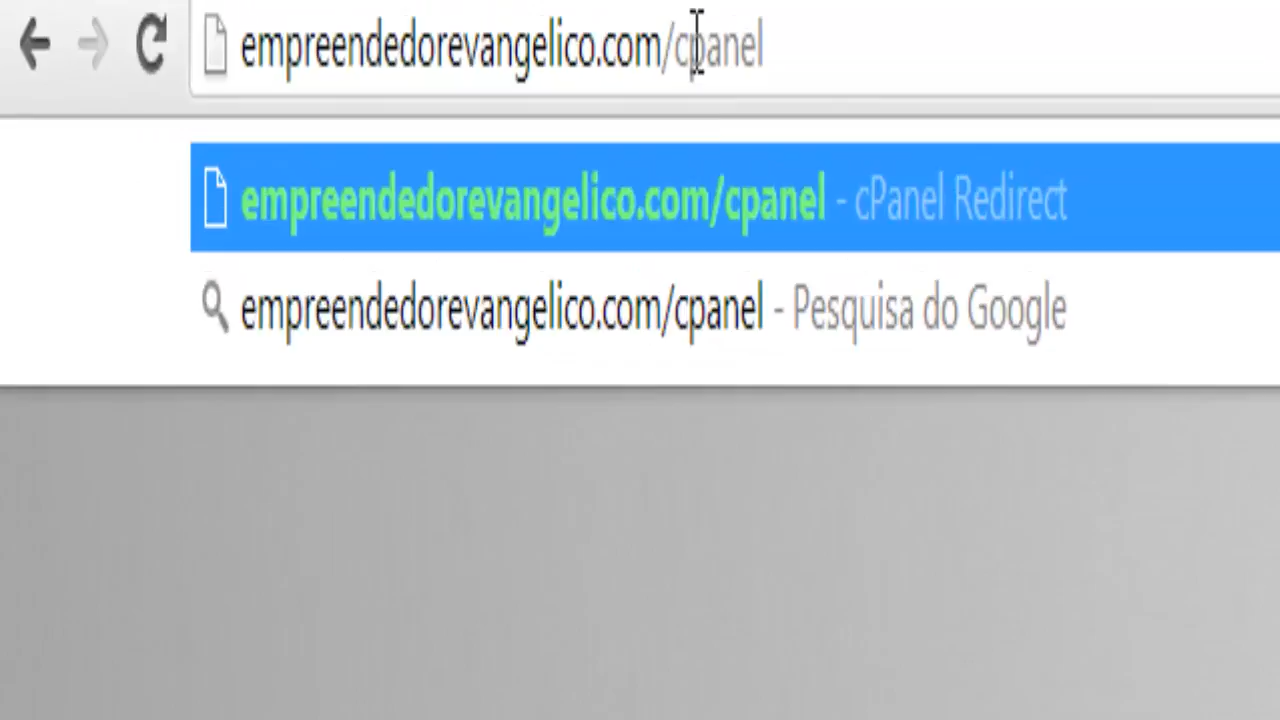 empreendedorevangelico.com/cpanel
empreendedorevangelico.com/cpanel - cPanel Redirect
empreendedorevangelico.com/cpanel - Pesquisa do Google